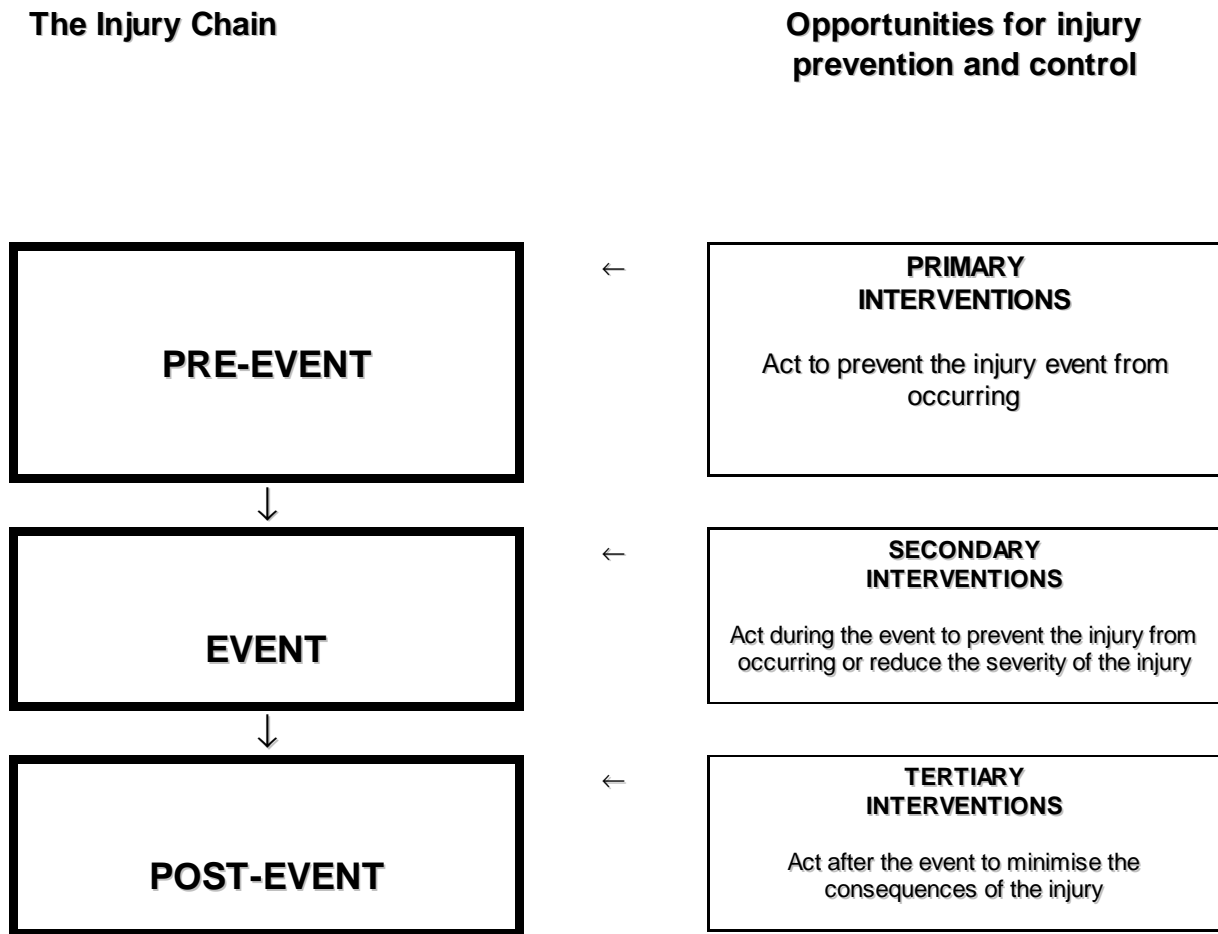 The Injury Chain
Opportunities for injury
prevention and control
PRE-EVENT
←
PRIMARY
INTERVENTIONS
Act to prevent the injury event from
occurring
↓
EVENT
←
SECONDARY
INTERVENTIONS
Act during the event to prevent the injury from
occurring or reduce the severity of the injury
↓
POST-EVENT
←
TERTIARY
INTERVENTIONS
Act after the event to minimise the
consequences of the injury